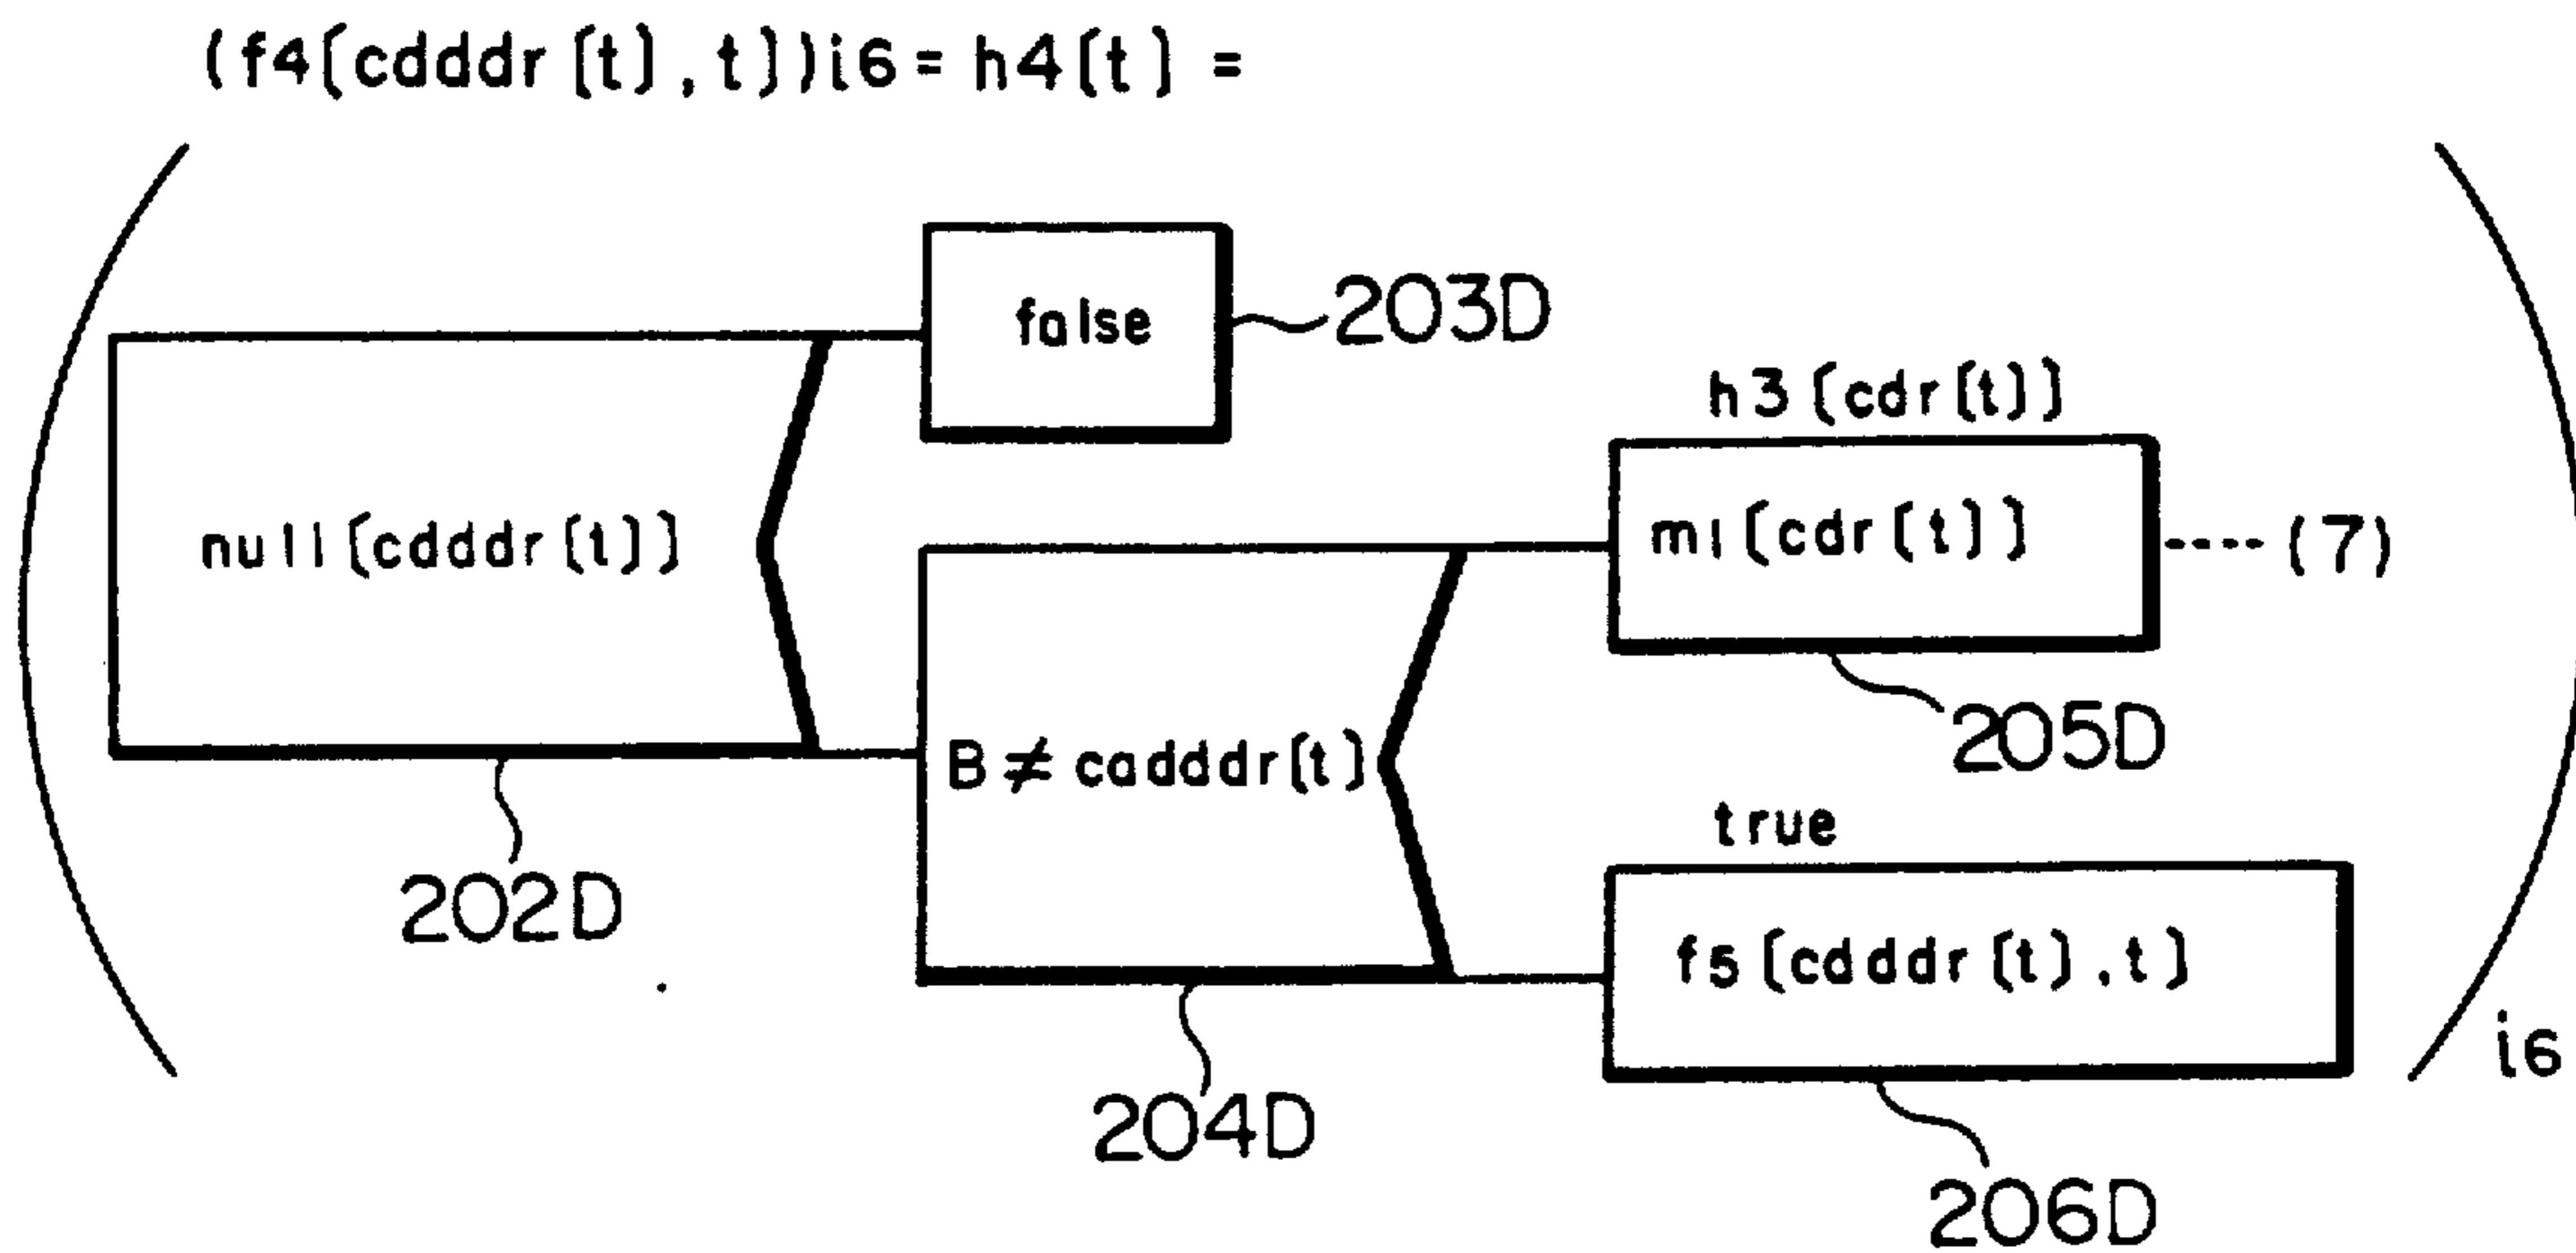 (f4[cdddr[t],t])i6 = h4[t] =
false
203D
h3[cdr[t]]
null[cdddr[t]]
m1[cdr[t]]
----(7)
205D
B ≠ cadddr[t]
true
202D
f5[cdddr[t],t]
i6
204D
206D